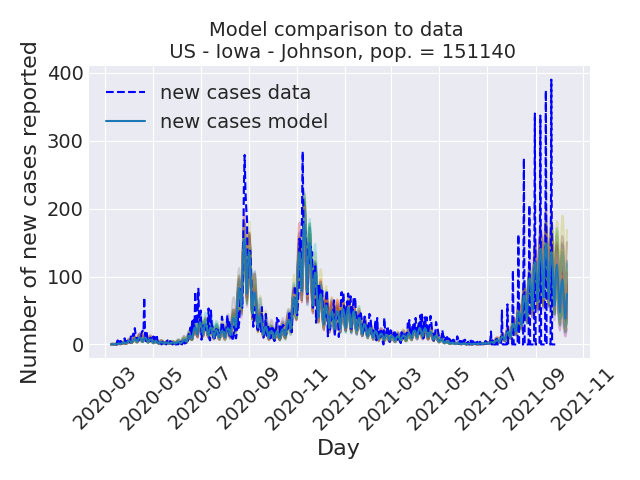 Model comparison to data
US - Iowa - Johnson, pop. = 151140
Number of new cases reported
400
300
200
100
0
new cases data
new cases model
2020-03
2020-05
2020-07
2020-09
2020-11
2021-01
2021-03
2021-05
2021-07
2021-09
2021-11
Day